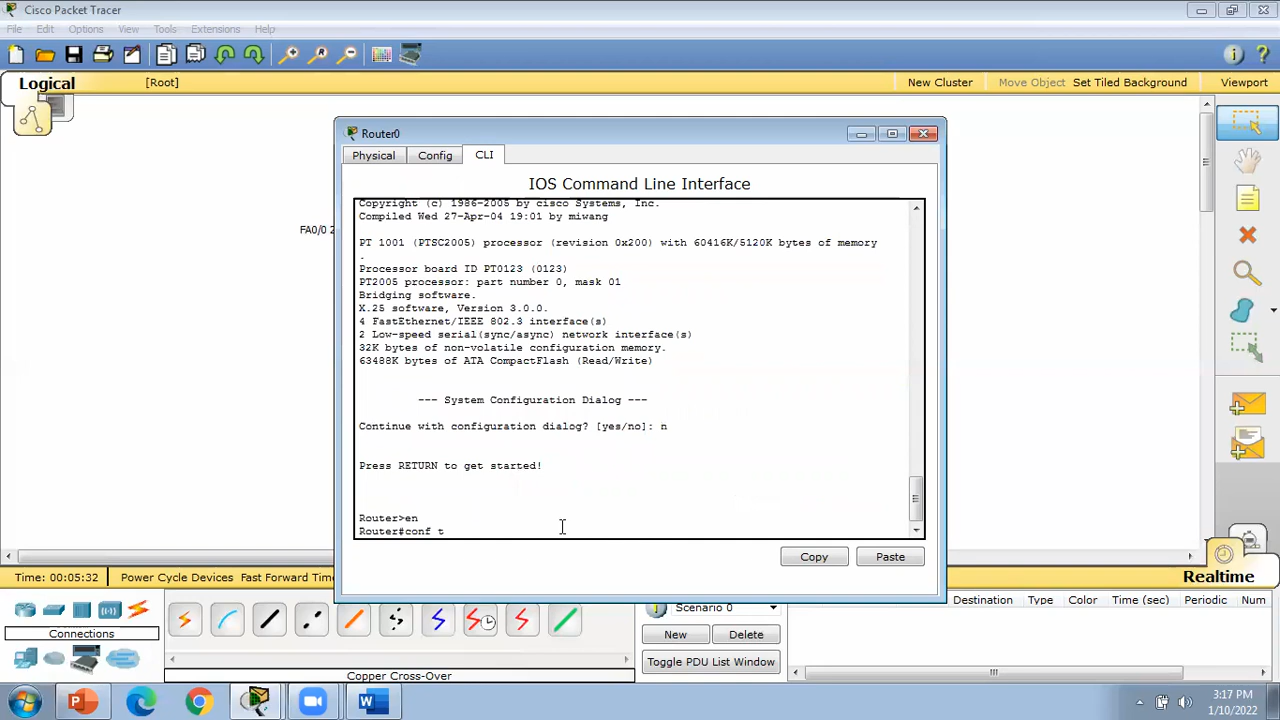 Cisco Packet Tracer
File Edit Options View Tools Extensions Help
Logical
[Root]
New Cluster
Move Object
Set Tiled Background
Viewport
FA0/0 2
Router0
Physical
Config
CLI
IOS Command Line Interface
Copyright (c) 1986-2005 by cisco Systems, Inc.
Compiled Wed 27-Apr-04 19:01 by miwang
PT 1001 (PTSC2005) processor (revision 0x200) with 60416K/5120K bytes of memory
.
Processor board ID PT0123 (0123)
PT2005 processor: part number 0, mask 01
Bridging software.
X.25 software, Version 3.0.0.
4 FastEthernet/IEEE 802.3 interface(s)
2 Low-speed serial(sync/async) network interface(s)
32K bytes of non-volatile configuration memory.
63488K bytes of ATA CompactFlash (Read/Write)
--- System Configuration Dialog ---
Continue with configuration dialog? [yes/no]: n
Press RETURN to get started!
Router>en
Router#conf t
Copy
Paste
Time: 00:05:32
Power Cycle Devices
Fast Forward Time
Realtime
Connections
Copper Cross-Over
Scenario 0
New
Delete
Toggle PDU List Window
Destination
Type
Color
Time (sec)
Periodic
Num
3:17 PM
1/10/2022